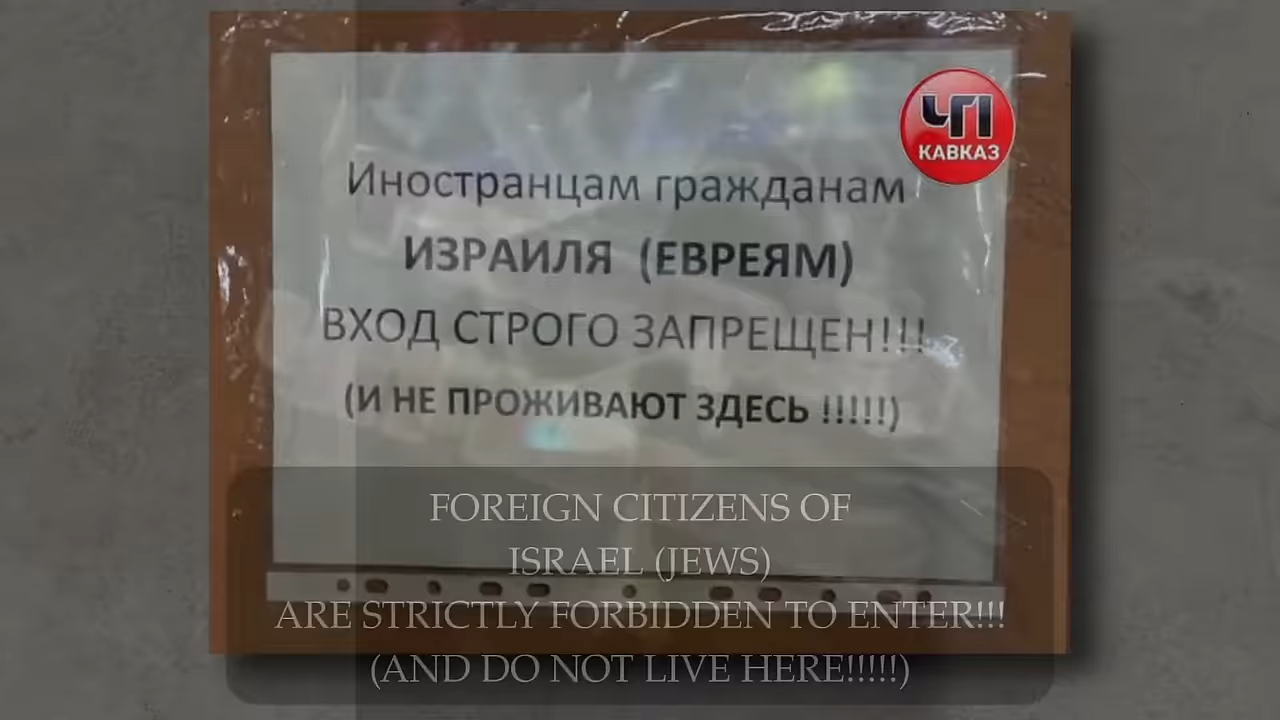 ЧП
КАВКАЗ
Иностранцам гражданам
ИЗРАИЛЯ (ЕВРЕЯМ)
ВХОД СТРОГО ЗАПРЕЩЕН!!!
(И НЕ ПРОЖИВАЮТ ЗДЕСЬ !!!!!)
FOREIGN CITIZENS OF
ISRAEL (JEWS)
ARE STRICTLY FORBIDDEN TO ENTER!!!
(AND DO NOT LIVE HERE!!!!!)